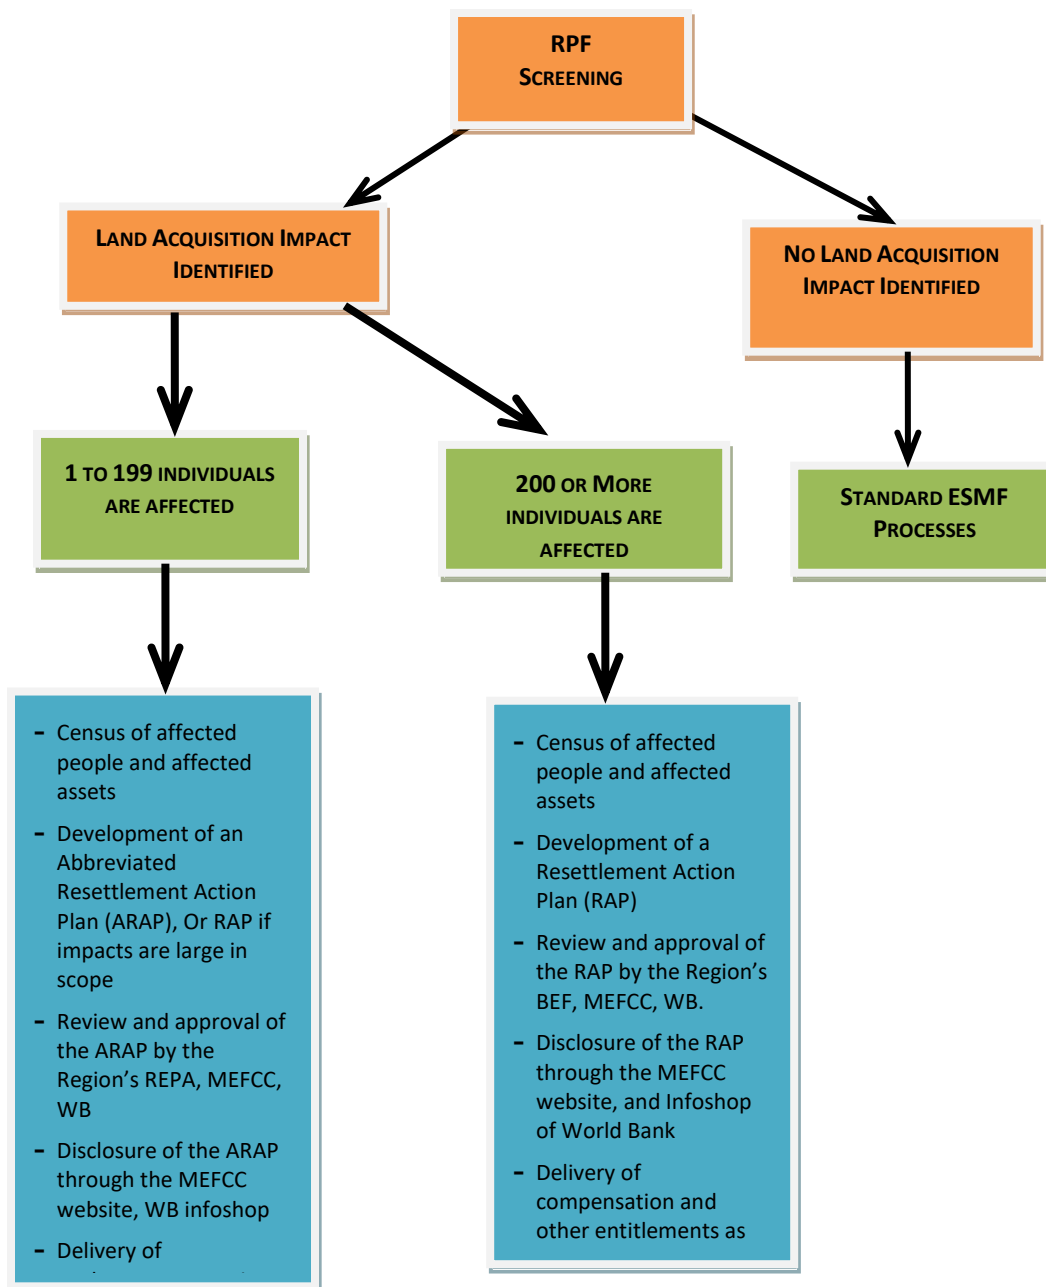 RPF
SCREENING
LAND ACQUISITION IMPACT
IDENTIFIED
NO LAND ACQUISITION
IMPACT IDENTIFIED
1 TO 199 INDIVIDUALS
ARE AFFECTED
200 OR MORE
INDIVIDUALS ARE
AFFECTED
STANDARD ESMF
PROCESSES
- Census of affected
people and affected
assets
- Development of an
Abbreviated
Resettlement Action
Plan (ARAP), Or RAP if
impacts are large in
scope
- Review and approval of
the ARAP by the
Region’s REPA, MEFCC,
WB
- Disclosure of the ARAP
through the MEFCC
website, WB infoshop
- Delivery of
- Census of affected
people and affected
assets
- Development of a
Resettlement Action
Plan (RAP)
- Review and approval of
the RAP by the Region’s
BEF, MEFCC, WB.
- Disclosure of the RAP
through the MEFCC
website, and Infoshop
of World Bank
- Delivery of
compensation and
other entitlements as